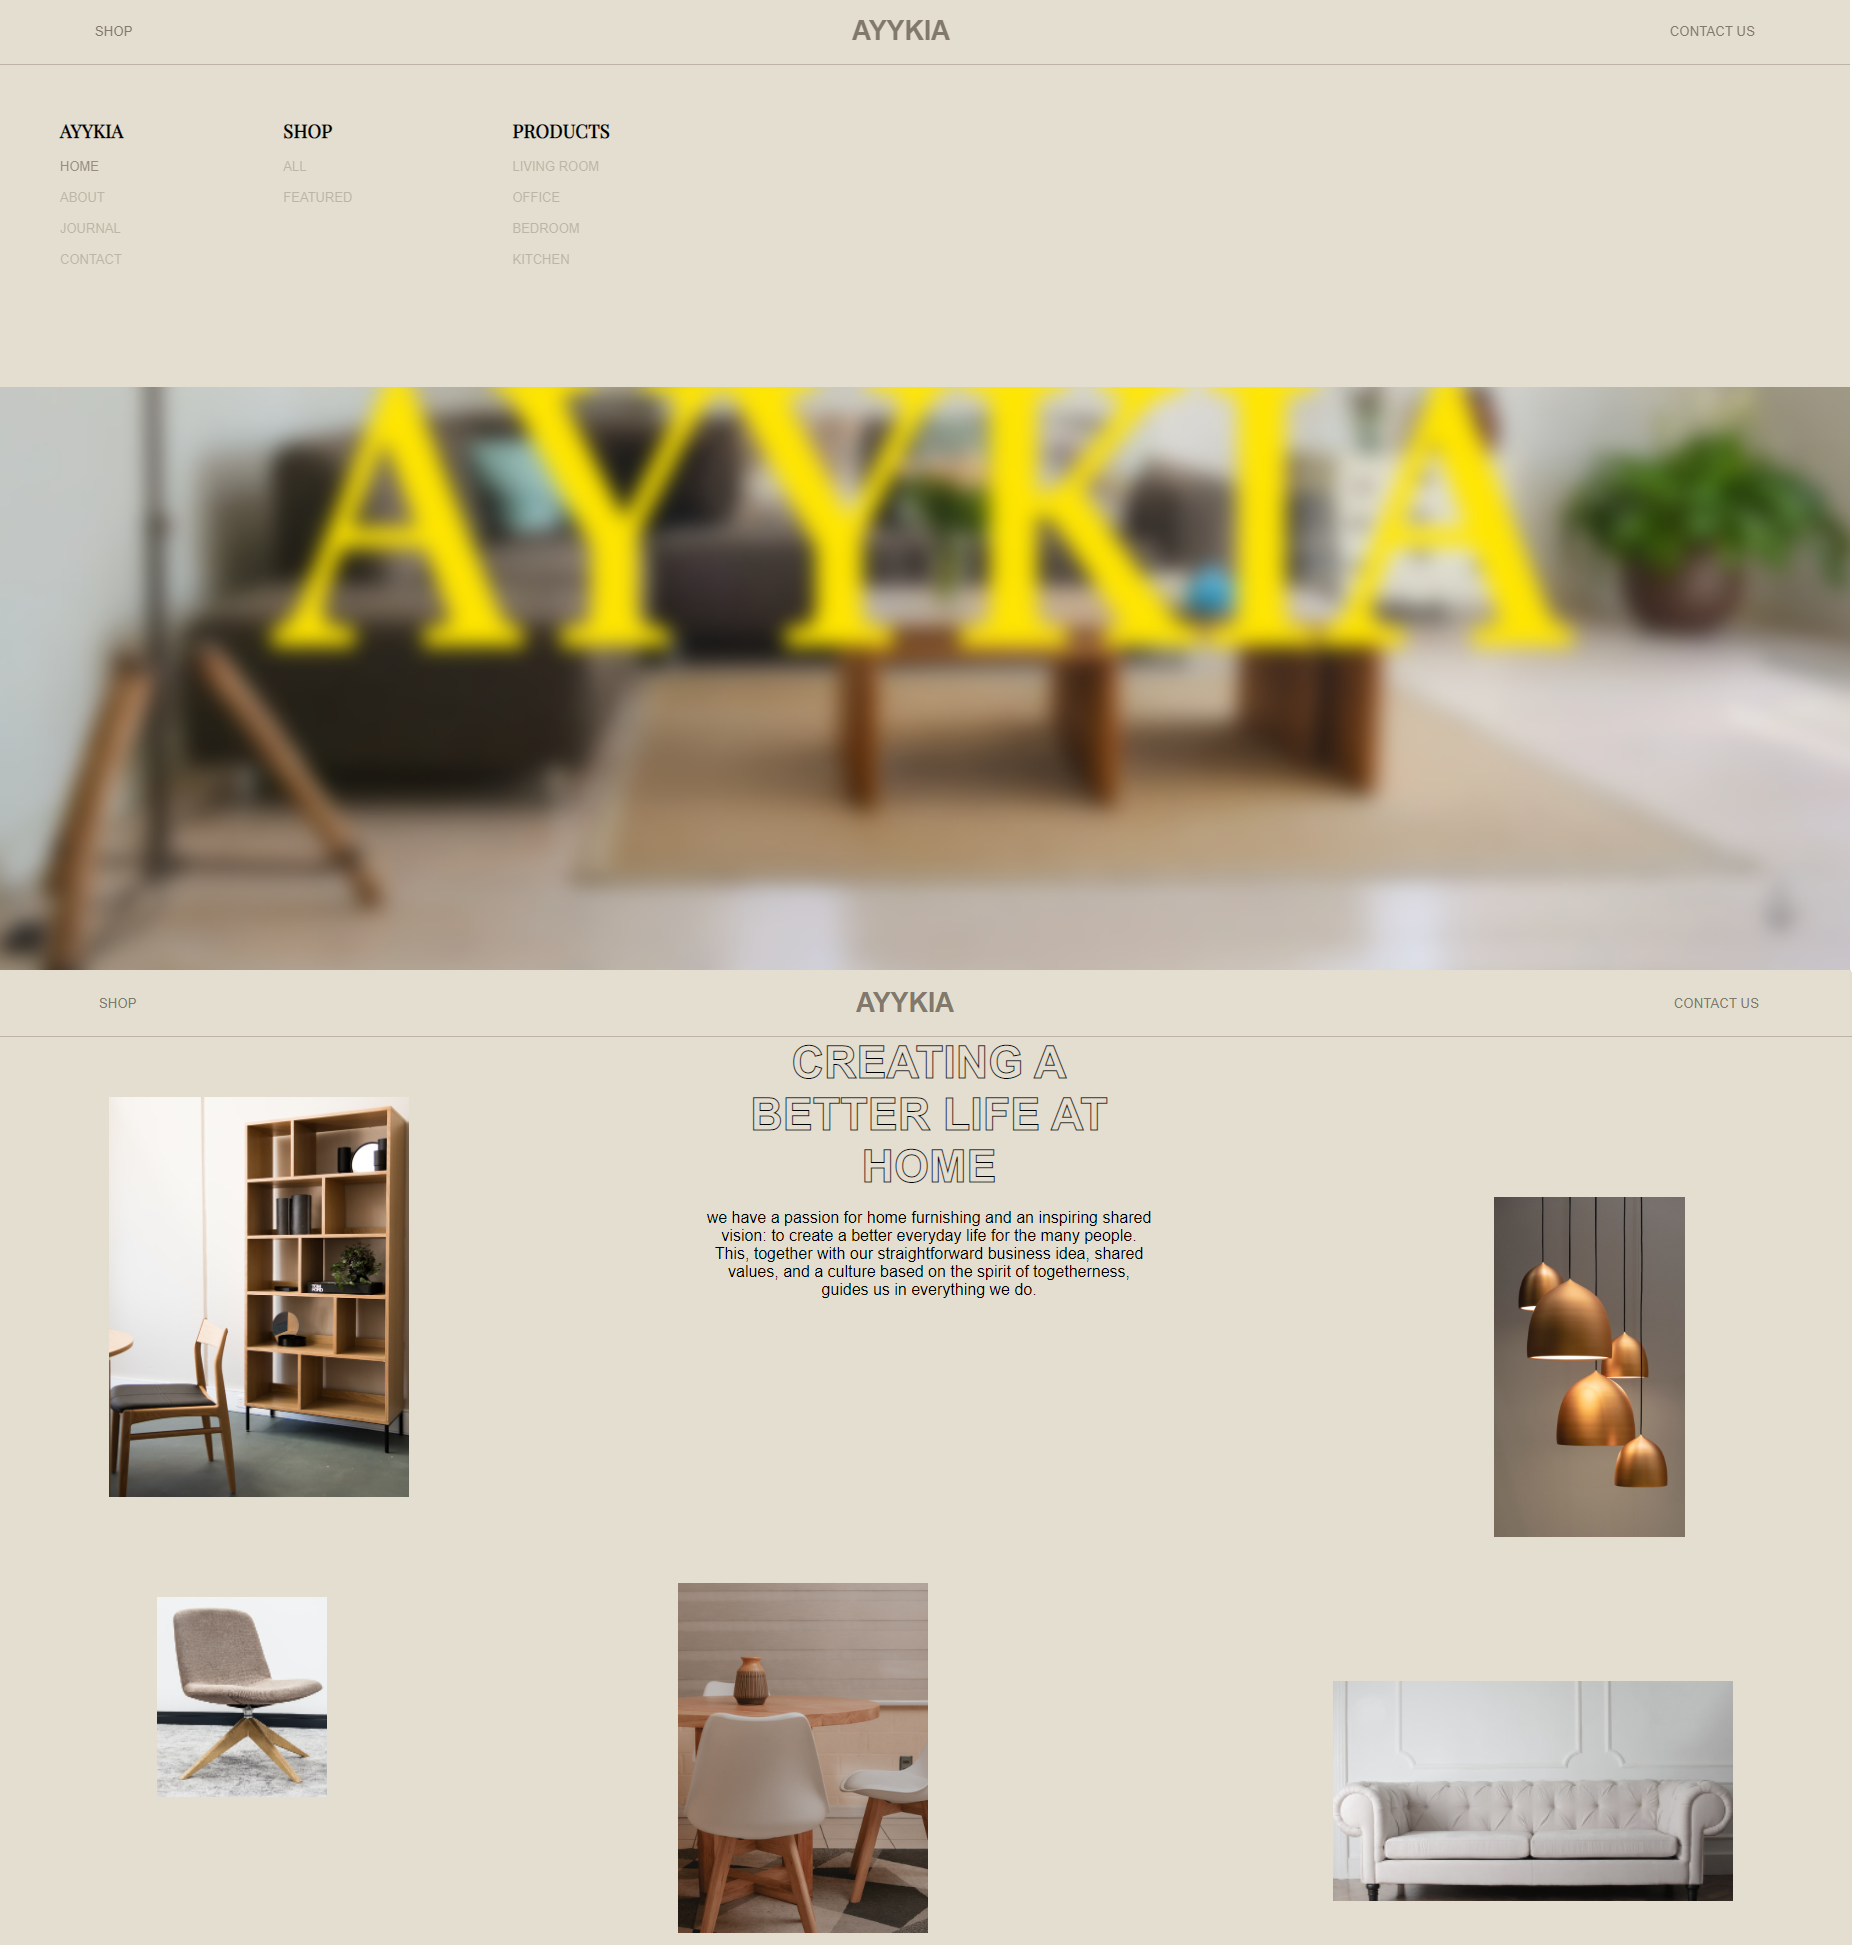 SHOP AYYKIA CONTACT US
AYYKIA
HOME
ABOUT
JOURNAL
CONTACT
SHOP
ALL
FEATURED
PRODUCTS
LIVING ROOM
OFFICE
BEDROOM
KITCHEN
AYYKIA
SHOP AYYKIA CONTACT US
CREATING A
BETTER LIFE AT
HOME
we have a passion for home furnishing and an inspiring shared
vision: to create a better everyday life for the many people.
This, together with our straightforward business idea, shared
values, and a culture based on the spirit of togetherness,
guides us in everything we do.